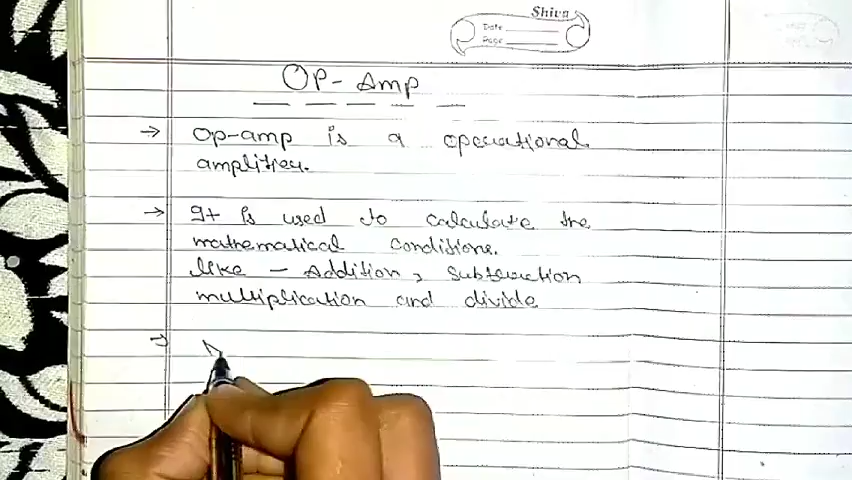 Shiva
Date
Page
Op-Amp
→ Op-amp is a operational
amplifier.
→ It is used to calculate the
mathematical conditions.
like - Addition, Subtraction
multiplication and divide
→